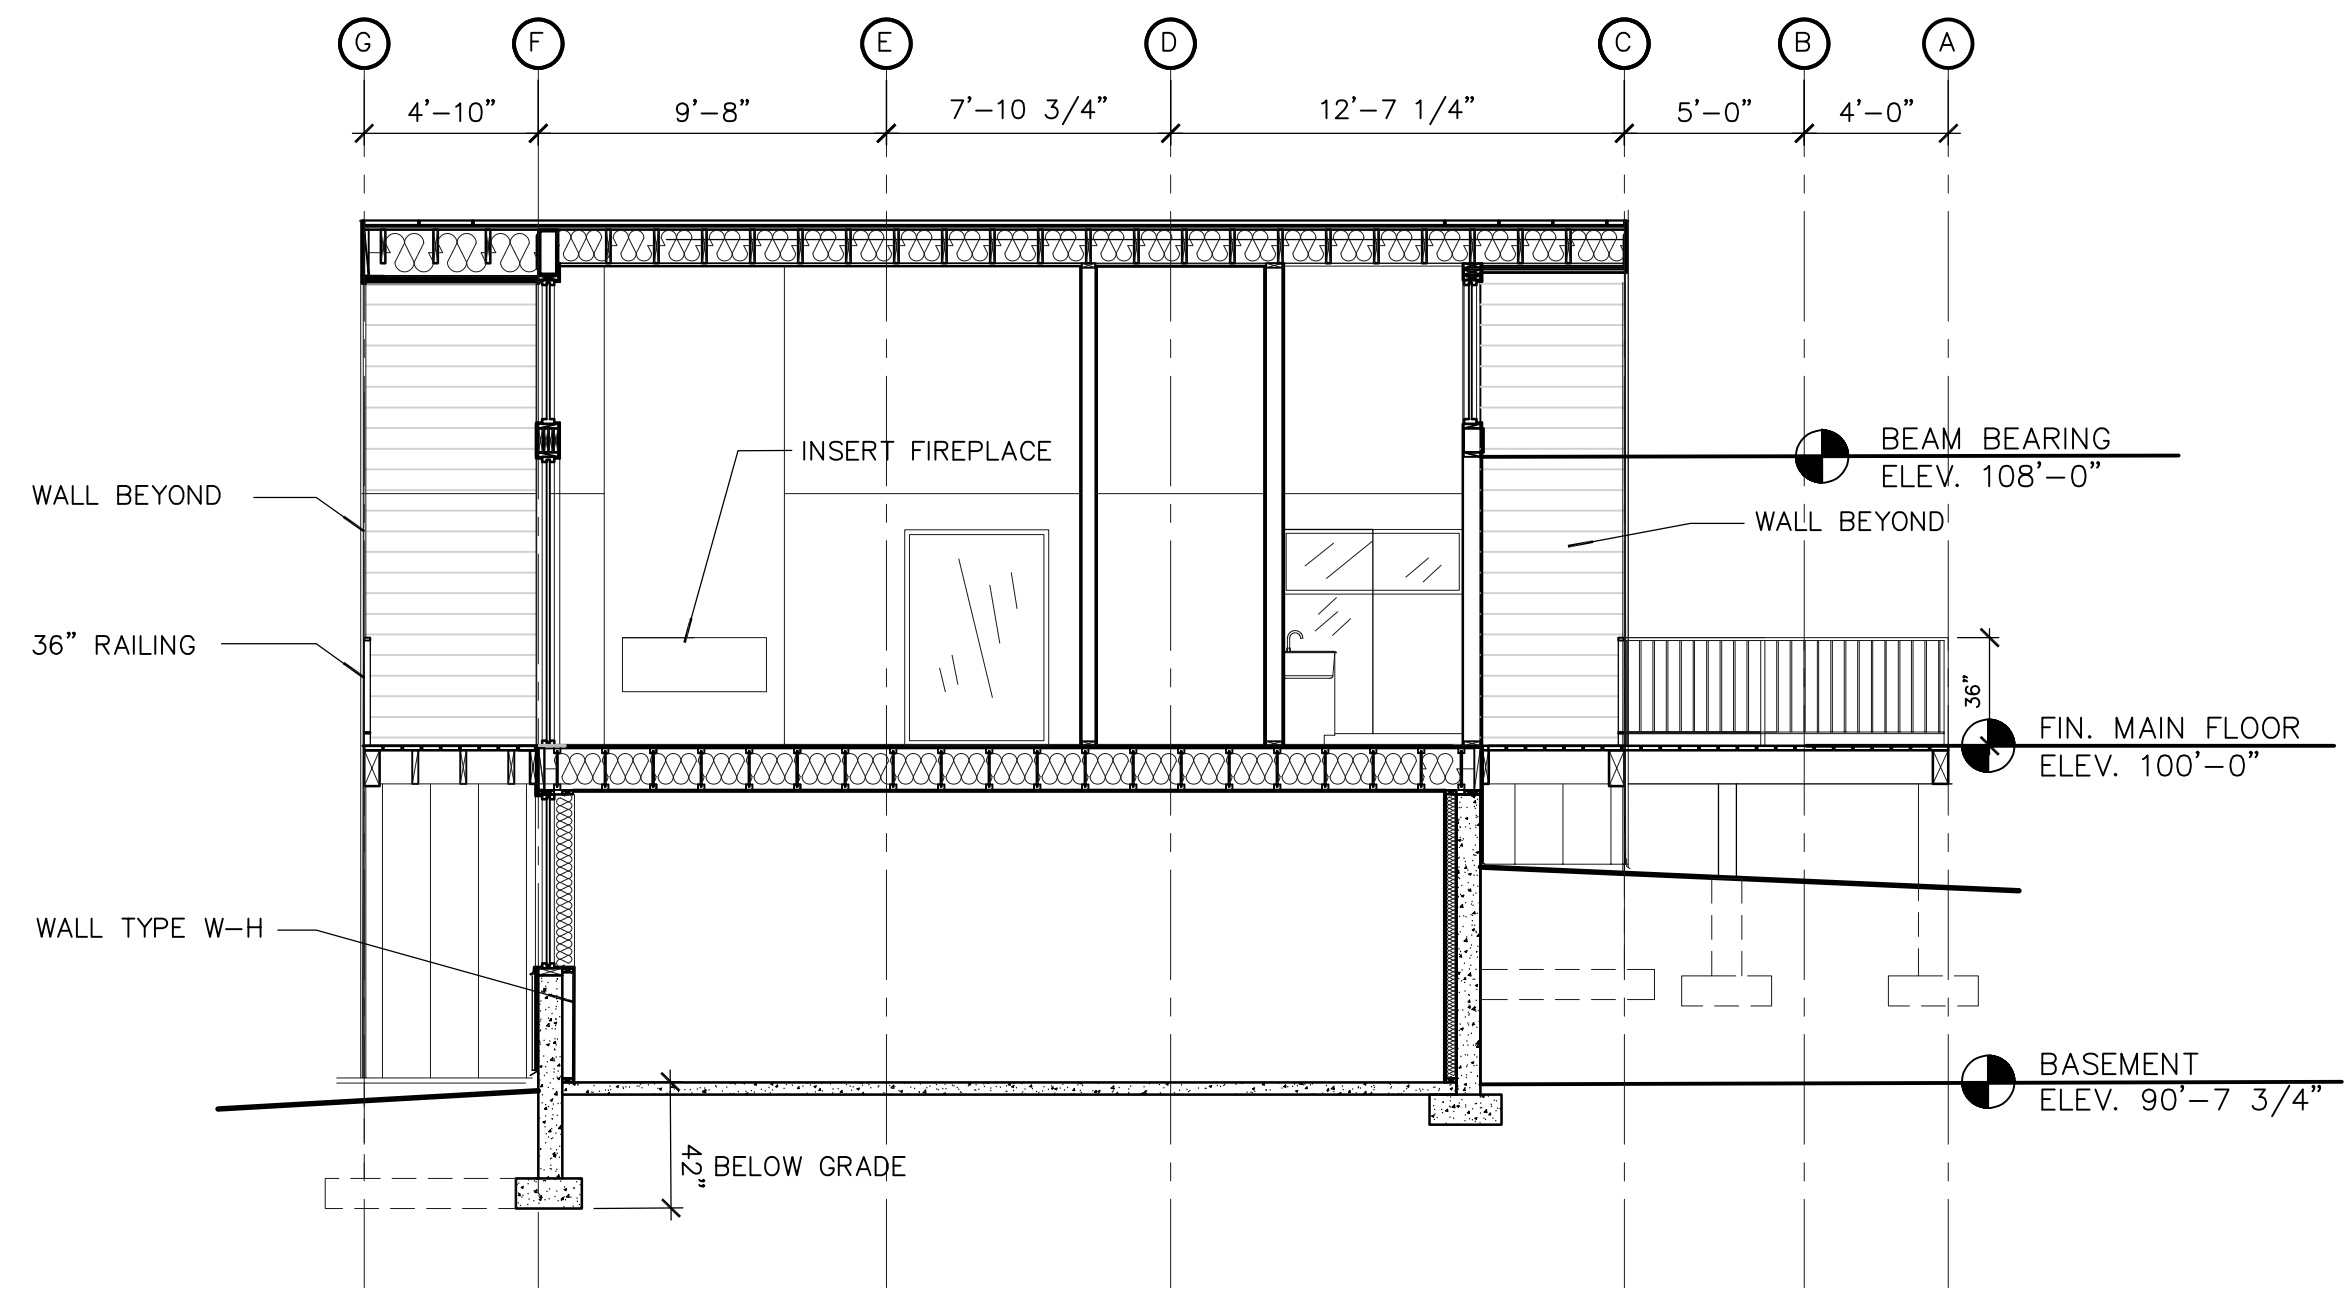 G F E D C B A
4'-10" 9'-8" 7'-10 3/4" 12'-7 1/4" 5'-0" 4'-0"
BEAM BEARING
ELEV. 108'-0"
INSERT FIREPLACE
WALL BEYOND
WALL BEYOND
36" RAILING
36"
FIN. MAIN FLOOR
ELEV. 100'-0"
WALL TYPE W-H
BASEMENT
ELEV. 90'-7 3/4"
42" BELOW GRADE